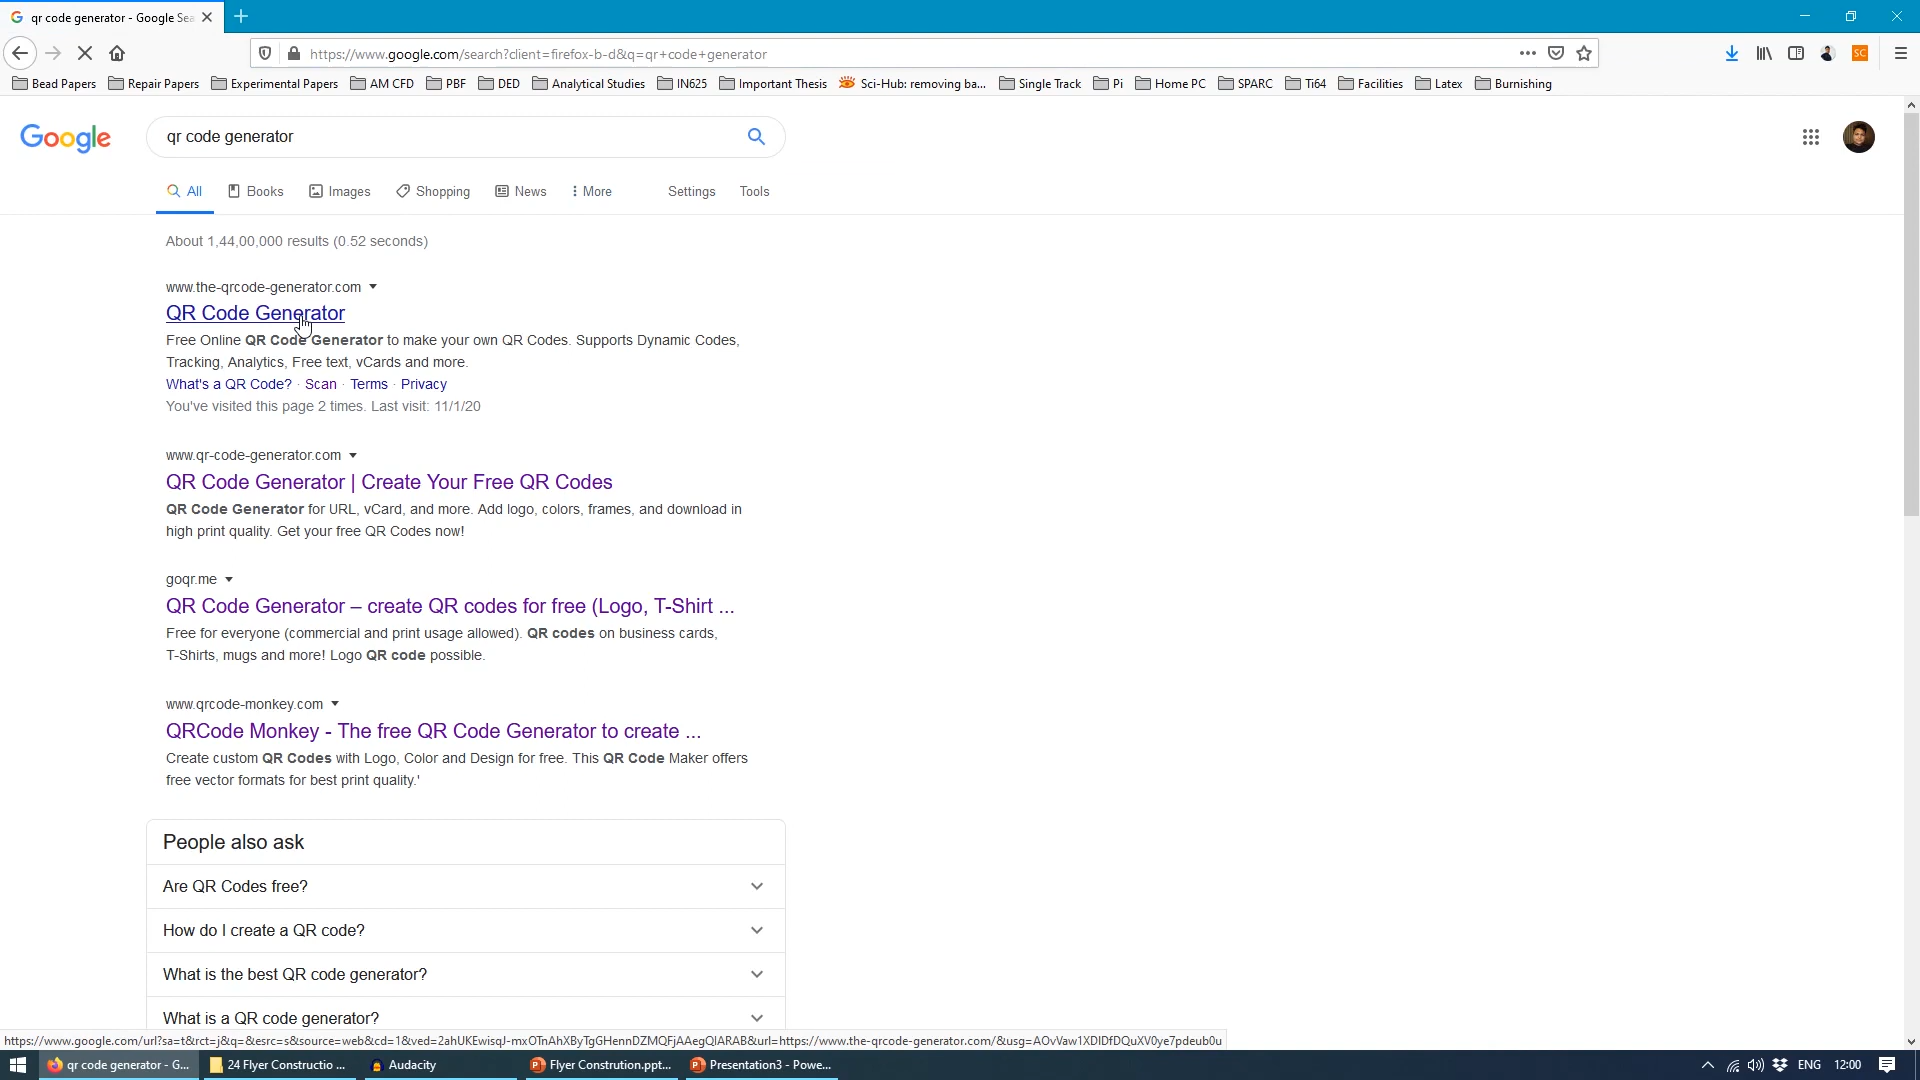 qr code generator - Google Sea
https://www.google.com/search?client=firefox-b-d&q=qr+code+generator
Bead Papers Repair Papers Experimental Papers AM CFD PBF DED Analytical Studies IN625 Important Thesis Sci-Hub: removing ba... Single Track Pi Home PC SPARC Ti64 Facilities Latex Burnishing
Google qr code generator
All Books Images Shopping News More Settings Tools
About 1,44,00,000 results (0.52 seconds)
www.the-qrcode-generator.com
QR Code Generator
Free Online QR Code Generator to make your own QR Codes. Supports Dynamic Codes,
Tracking, Analytics, Free text, vCards and more.
What's a QR Code? · Scan · Terms · Privacy
You've visited this page 2 times. Last visit: 11/1/20
www.qr-code-generator.com
QR Code Generator | Create Your Free QR Codes
QR Code Generator for URL, vCard, and more. Add logo, colors, frames, and download in
high print quality. Get your free QR Codes now!
goqr.me
QR Code Generator – create QR codes for free (Logo, T-Shirt ...
Free for everyone (commercial and print usage allowed). QR codes on business cards,
T-Shirts, mugs and more! Logo QR code possible.
www.qrcode-monkey.com
QRCode Monkey - The free QR Code Generator to create ...
Create custom QR Codes with Logo, Color and Design for free. This QR Code Maker offers
free vector formats for best print quality.'
People also ask
Are QR Codes free?
How do I create a QR code?
What is the best QR code generator?
What is a QR code generator?
https://www.google.com/url?sa=t&rct=j&q=&esrc=s&source=web&cd=1&ved=2ahUKEwisqJ-mxOTnAhXByTgGHennDZMQFjAAegQIARAB&url=https://www.the-qrcode-generator.com/&usg=AOvVaw1XDIDfDQuXV0ye7pdeub0u
qr code generator - G... 24 Flyer Constructio ... Audacity Flyer Constrution.ppt... Presentation3 - Powe... ENG 12:00